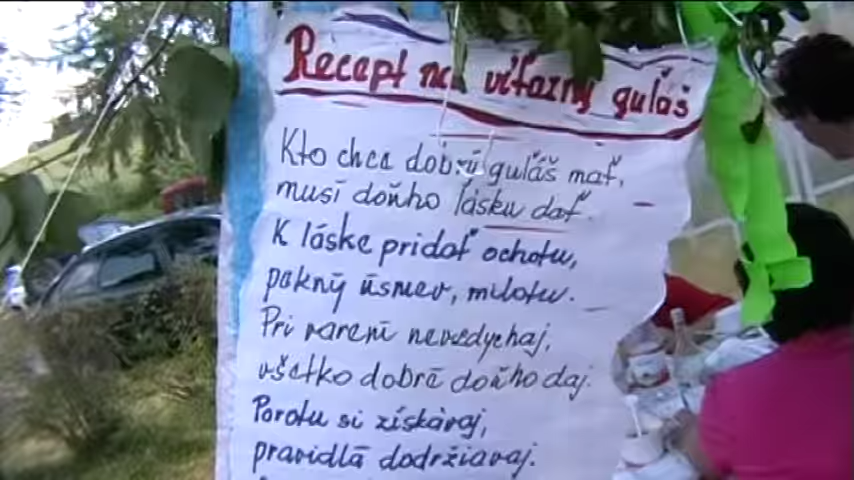 Recept na víťazný guláš
Kto chce dobrý guláš mať,
musí doňho lásku dať.
K láske pridať ochotu,
pekný úsmev, milotu.
Pri varení nevzdychaj,
všetko dobré doňho daj.
Porotu si získavaj,
pravidlá dodržiavaj.